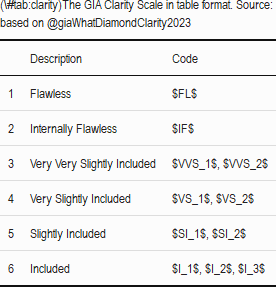 (\#tab:clarity)The GIA Clarity Scale in table format. Source:
based on @giaWhatDiamondClarity2023
Description Code
1 Flawless $FL$
2 Internally Flawless $IF$
3 Very Very Slightly Included $VVS_1$, $VVS_2$
4 Very Slightly Included $VS_1$, $VS_2$
5 Slightly Included $SI_1$, $SI_2$
6 Included $I_1$, $I_2$, $I_3$